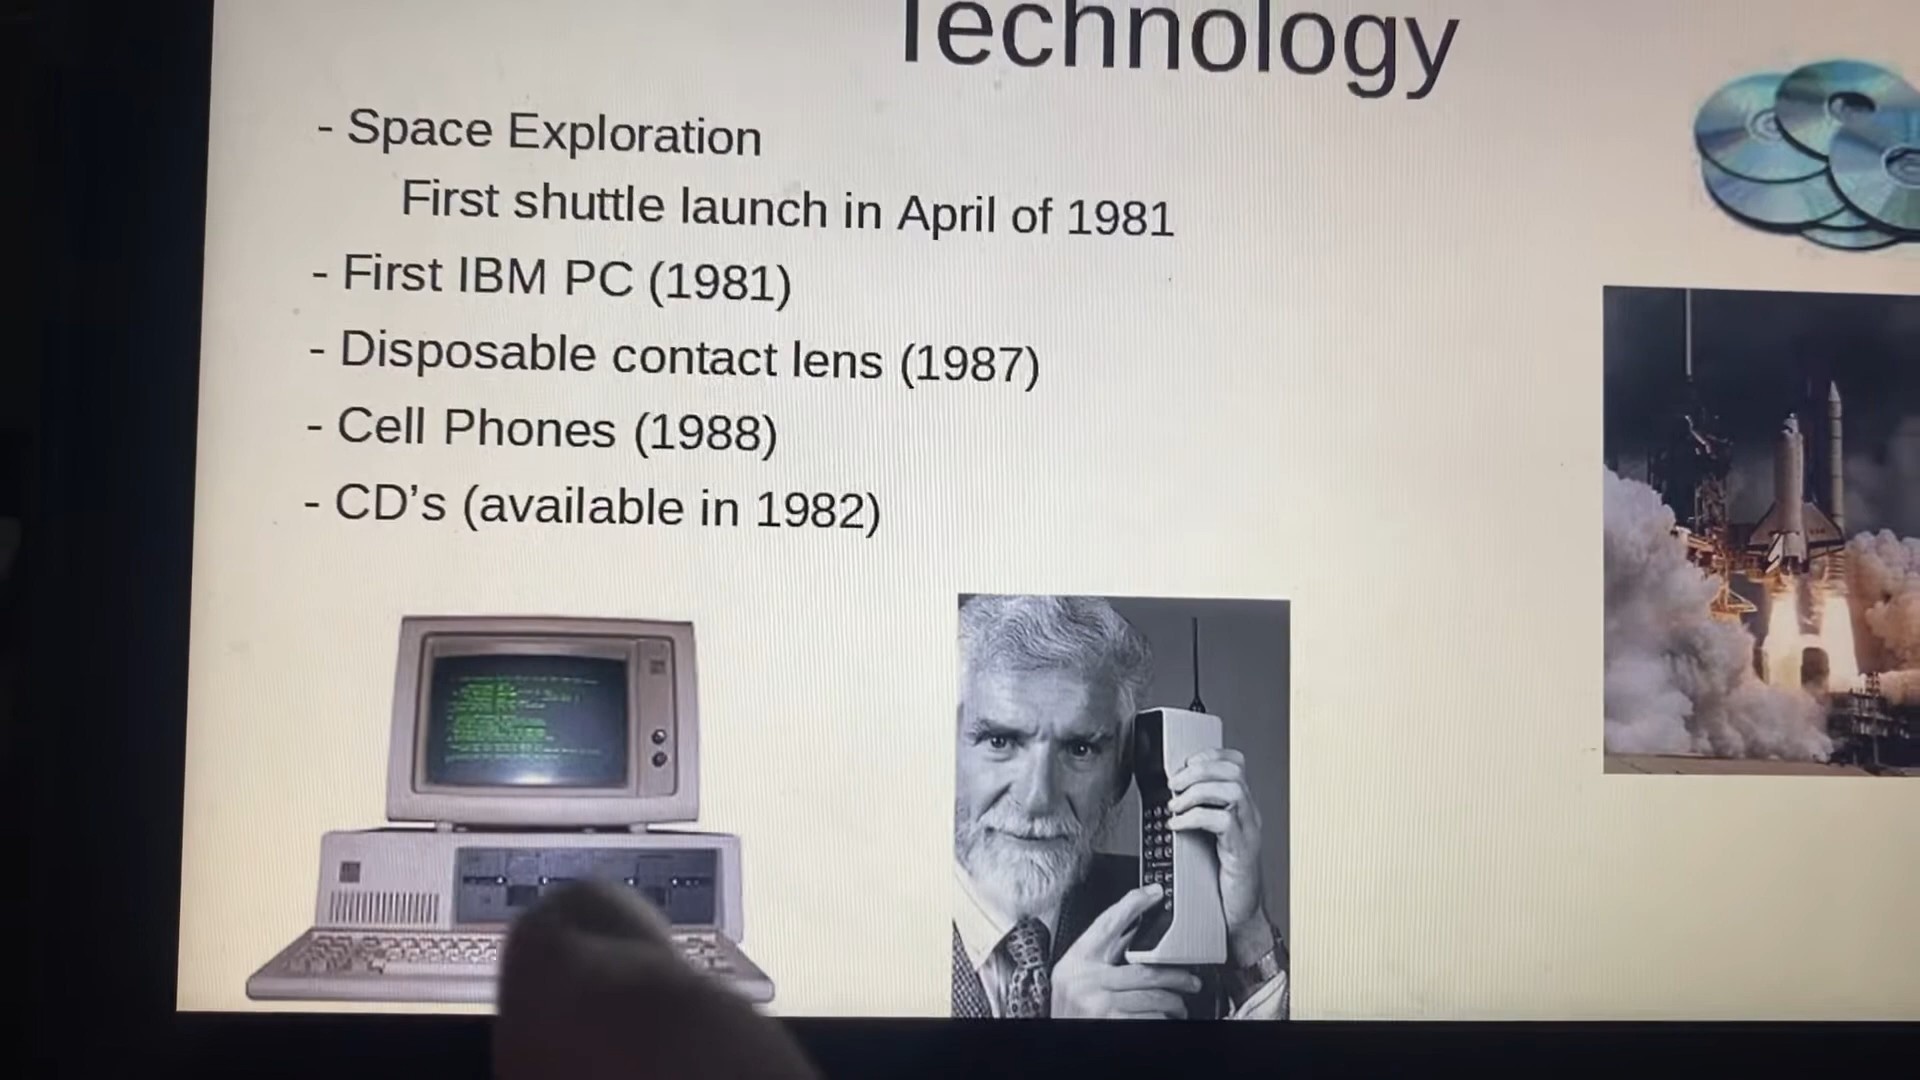 Technology
- Space Exploration
First shuttle launch in April of 1981
- First IBM PC (1981)
- Disposable contact lens (1987)
- Cell Phones (1988)
- CD's (available in 1982)